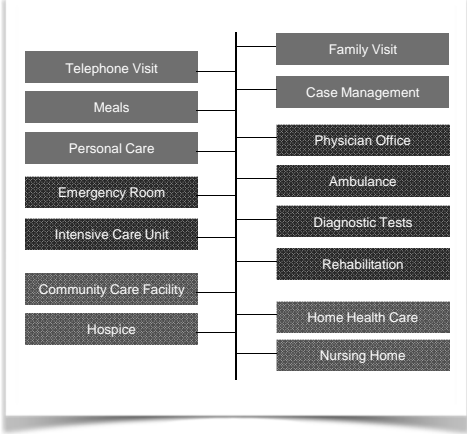 Telephone Visit
Meals
Personal Care
Emergency Room
Intensive Care Unit
Community Care Facility
Hospice
Family Visit
Case Management
Physician Office
Ambulance
Diagnostic Tests
Rehabilitation
Home Health Care
Nursing Home